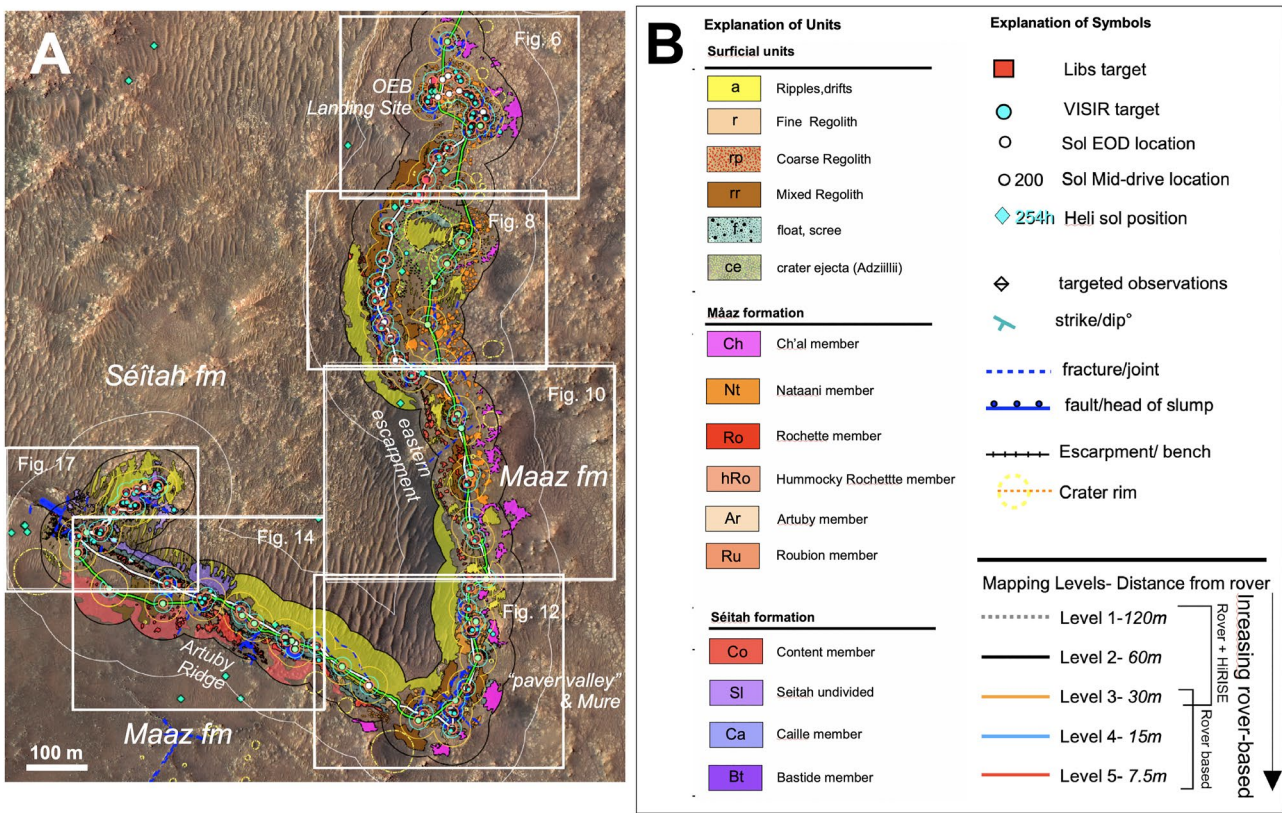 A
Fig. 6
OEB
Landing Site
Fig. 8
Séîtah fm
Fig. 10
eastern
escarpment
Maaz fm
Fig. 17
Fig. 14
Fig. 12
Artuby
Ridge
"paver valley"
& Mure
Maaz fm
100 m
B
Explanation of Units
Surficial units
a Ripples,drifts
r Fine Regolith
rp Coarse Regolith
rr Mixed Regolith
f float, scree
ce crater ejecta (Adziillii)
Måaz formation
Ch Ch'al member
Nt Nataani member
Ro Rochette member
hRo Hummocky Rochettte member
Ar Artuby member
Ru Roubion member
Séitah formation
Co Content member
SI Seitah undivided
Ca Caille member
Bt Bastide member
Explanation of Symbols
Libs target
VISIR target
Sol EOD location
200 Sol Mid-drive location
254h Heli sol position
targeted observations
strike/dip°
fracture/joint
fault/head of slump
Escarpment/ bench
Crater rim
Mapping Levels- Distance from rover
Level 1-120m
Level 2- 60m
Level 3- 30m
Level 4- 15m
Level 5- 7.5m
Rover + HiRISE
Rover based
Inreasing rover-based